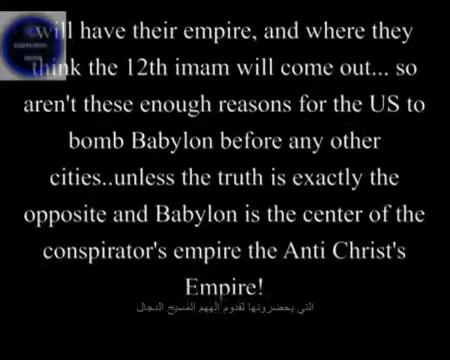 will have their empire, and where they
think the 12th imam will come out... so
aren't these enough reasons for the US to
bomb Babylon before any other
cities..unless the truth is exactly the
opposite and Babylon is the center of the
conspirator's empire the Anti Christ's
Empire!
التي يحضرونها لقدوم إلههم المسيح الدجال